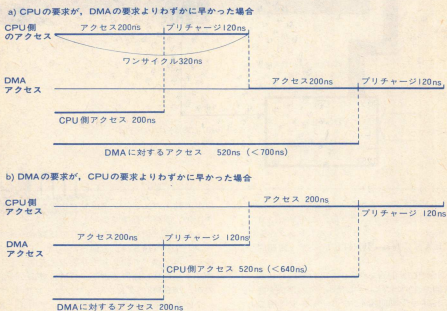 a) CPUの要求が，DMAの要求よりわずかに早かった場合
CPU側のアクセス
アクセス200ns
プリチャージ120ns
ワンサイクル320ns
DMAアクセス
アクセス200ns
プリチャージ120ns
CPU側アクセス 200ns
DMAに対するアクセス 520ns (<700ns)
b) DMAの要求が，CPUの要求よりわずかに早かった場合
CPU側アクセス
アクセス 200ns
プリチャージ 120ns
DMAアクセス
アクセス200ns
プリチャージ 120ns
CPU側アクセス 520ns (<640ns)
DMAに対するアクセス 200ns